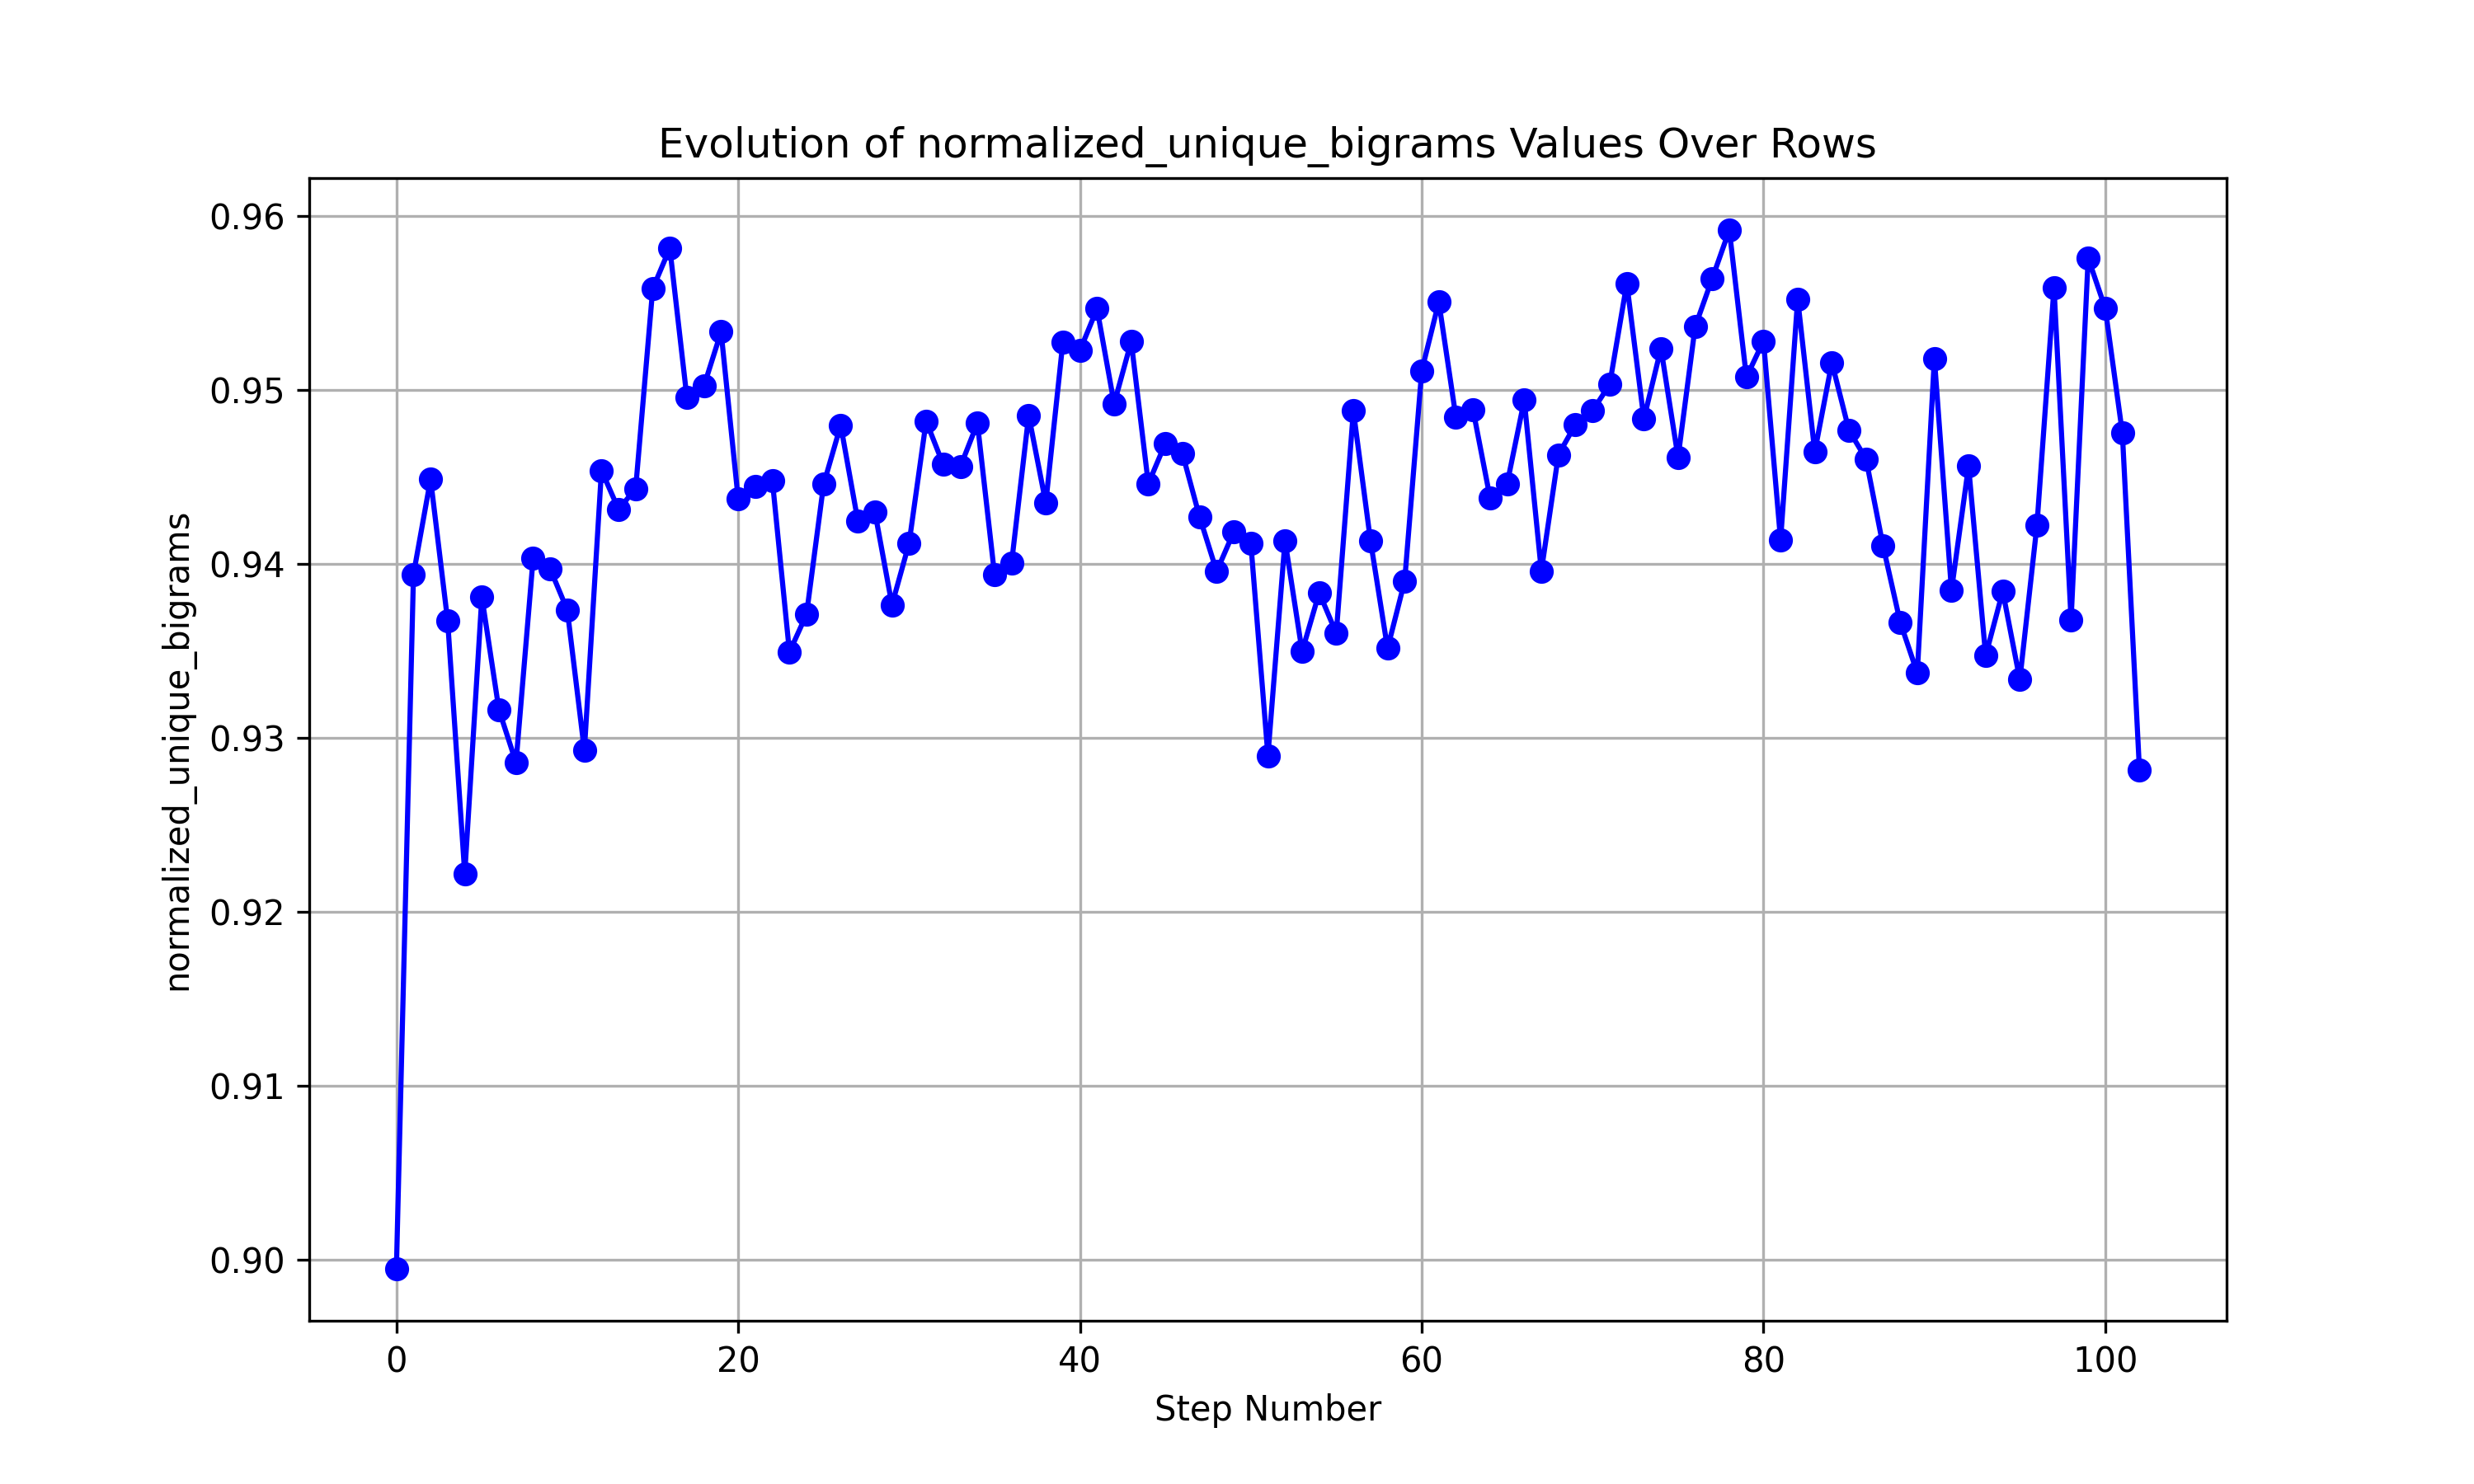 Evolution of normalized_unique_bigrams Values Over Rows
normalized_unique_bigrams
0.96
0.95
0.94
0.93
0.92
0.91
0.90
0 20 40 60 80 100
Step Number